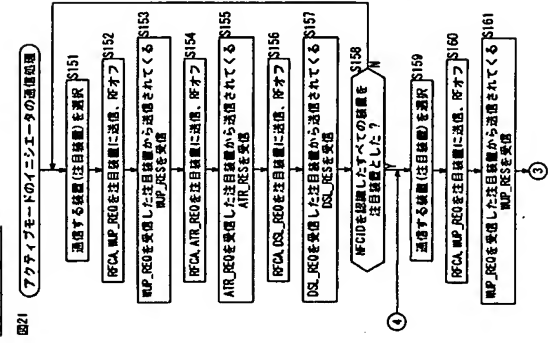 図21
アクティブモードのイニシエータの通信処理
S151
通信する装置(注目装置)を選択
S152
RFCA、WUP_REQを注目装置に送信、RFオフ
S153
WUP_REQを受信した注目装置から送信されてくる
WUP_RESを受信
S154
RFCA、ATR_REQを注目装置に送信、RFオフ
S155
ATR_REQを受信した注目装置から送信されてくる
ATR_RESを受信
S156
RFCA、DSL_REQを注目装置に送信、RFオフ
S157
DSL_REQを受信した注目装置から送信されてくる
DSL_RESを受信
S158
NFCIDを認識したすべての装置を
注目装置とした?
N
Y
④
S159
通信する装置(注目装置)を選択
S160
RFCA、WUP_REQを注目装置に送信、RFオフ
S161
WUP_REQを受信した注目装置から送信されてくる
WUP_RESを受信
③